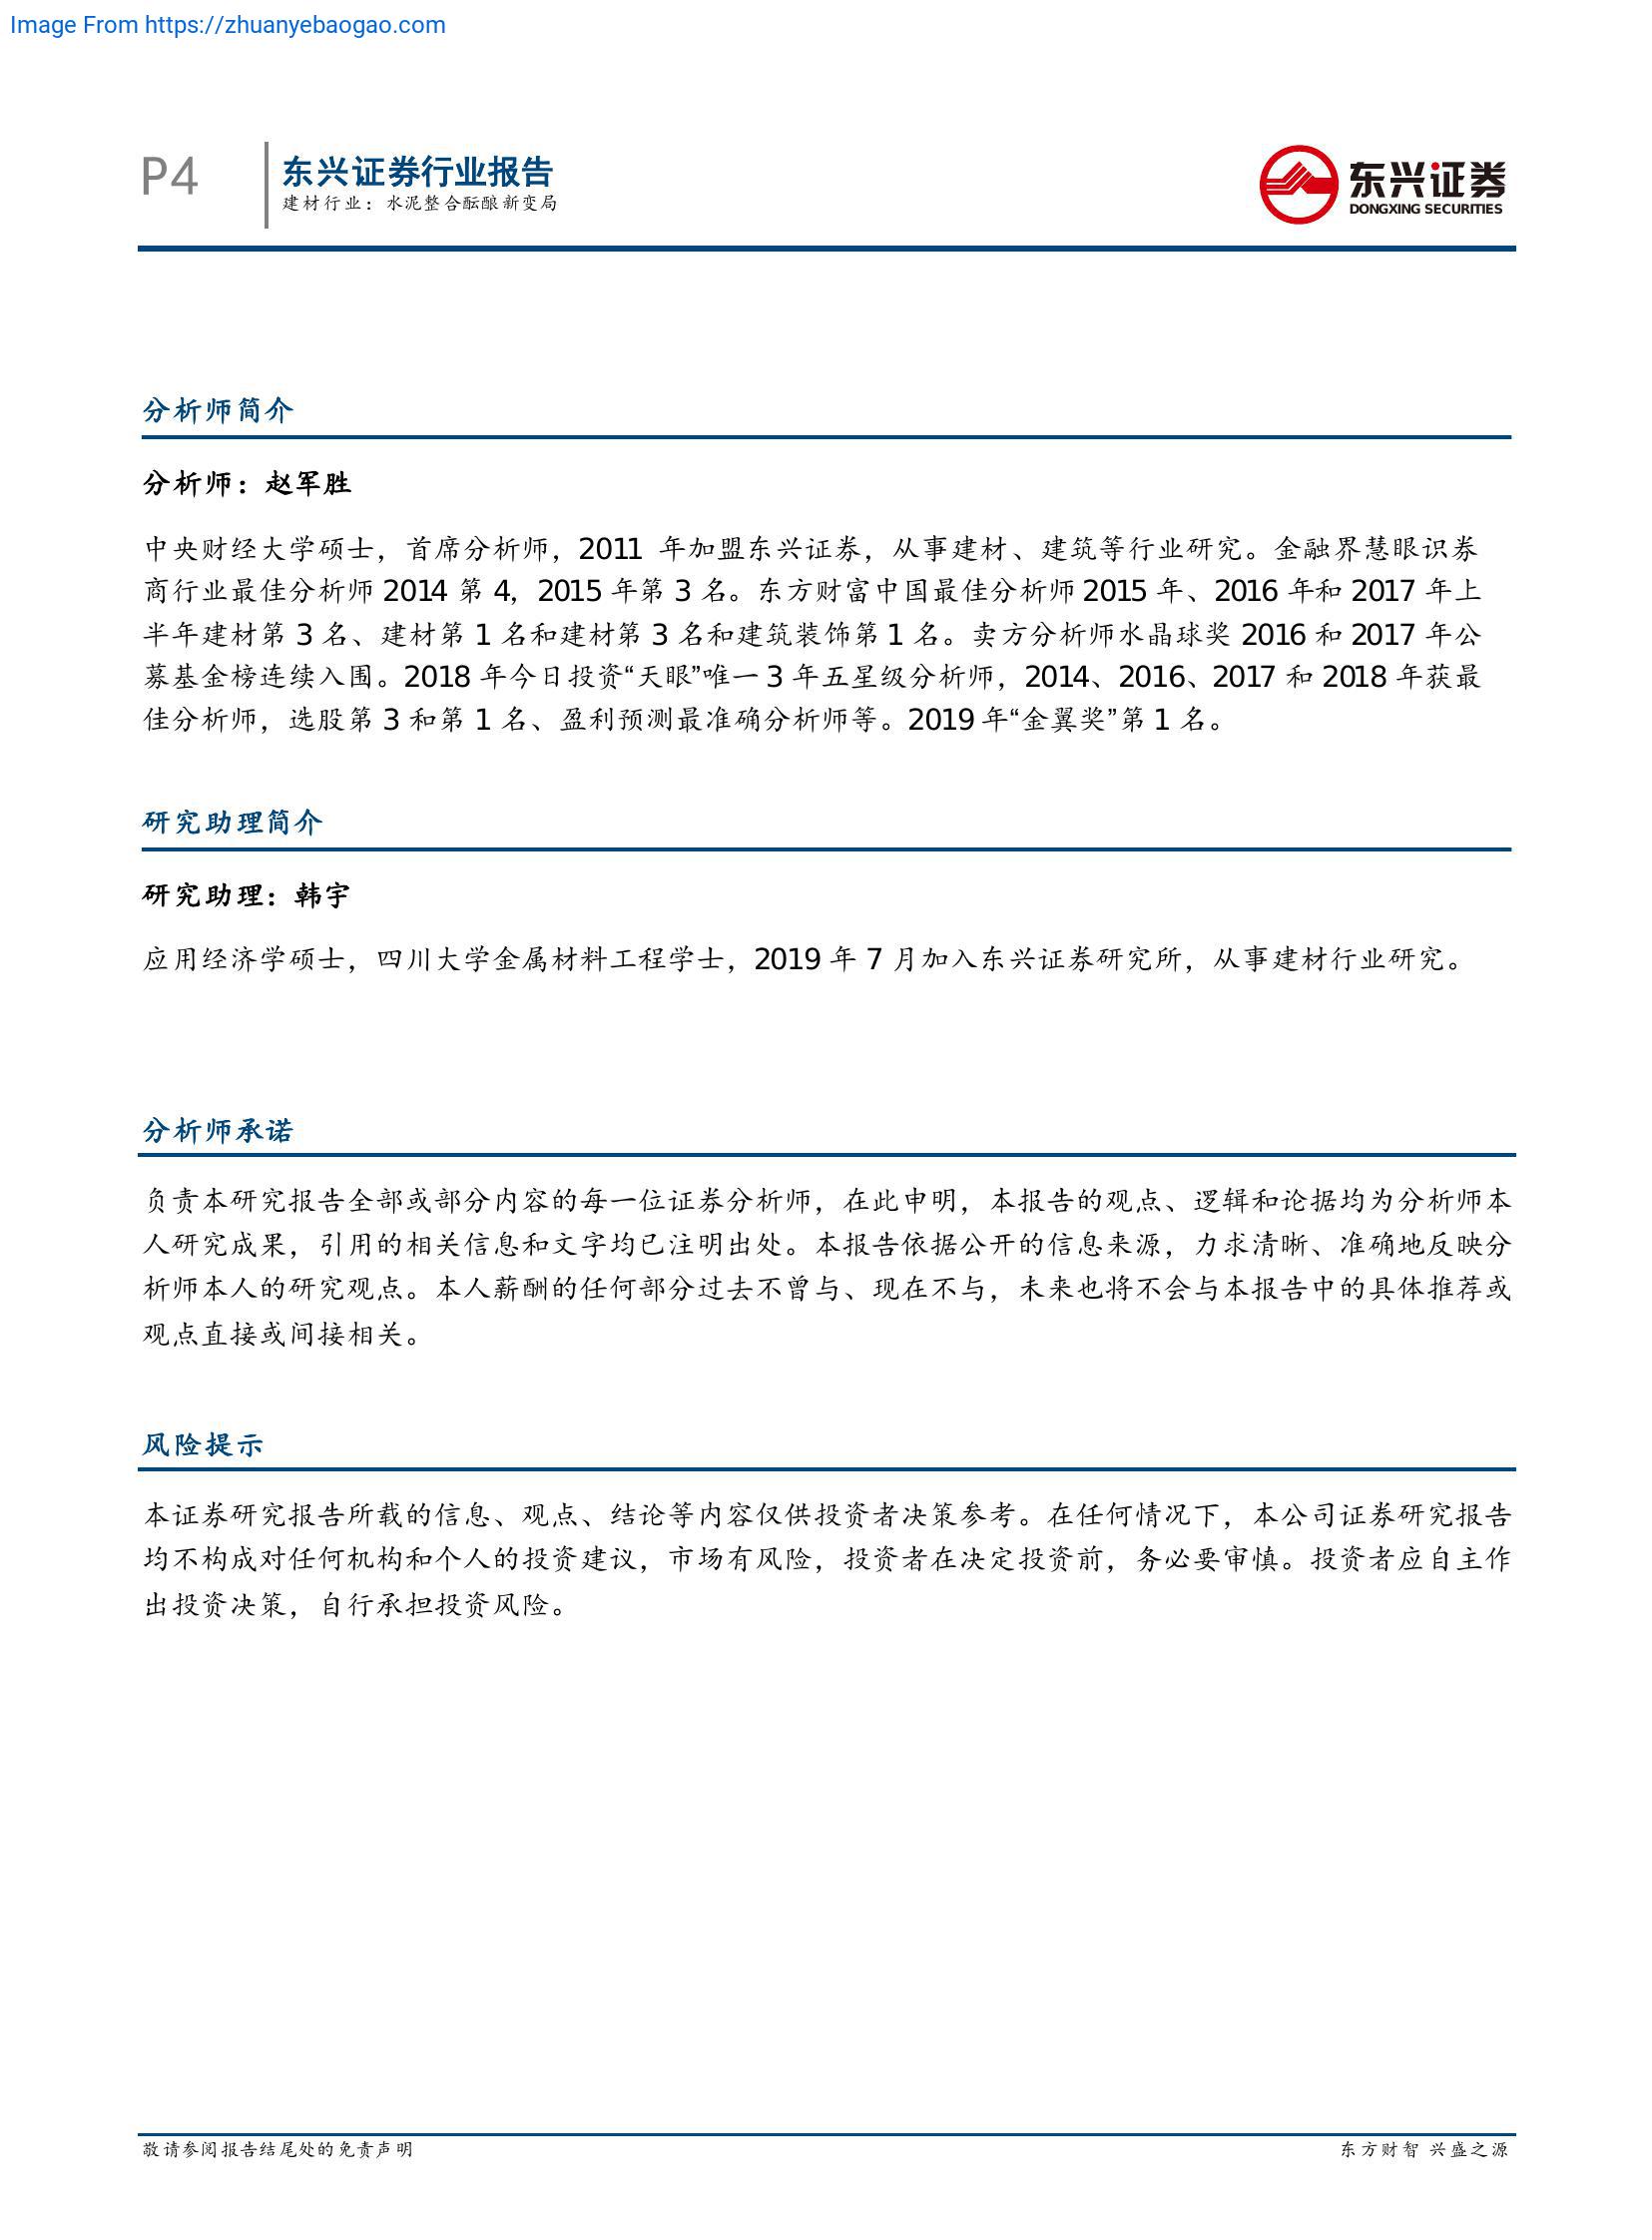 Image From https://zhuanyebaogao.com
P4
东兴证券行业报告
建材行业：水泥整合酝酿新变局
东兴证券
DONGXING SECURITIES
分析师简介
分析师：赵军胜
中央财经大学硕士，首席分析师，2011 年加盟东兴证券，从事建材、建筑等行业研究。金融界慧眼识券
商行业最佳分析师 2014 第 4，2015 年第 3 名。东方财富中国最佳分析师 2015 年、2016 年和 2017 年上
半年建材第 3 名、建材第 1 名和建材第 3 名和建筑装饰第 1 名。卖方分析师水晶球奖 2016 和 2017 年公
募基金榜连续入围。2018 年今日投资“天眼”唯一 3 年五星级分析师，2014、2016、2017 和 2018 年获最
佳分析师，选股第 3 和第 1 名、盈利预测最准确分析师等。2019 年“金翼奖”第 1 名。
研究助理简介
研究助理：韩宇
应用经济学硕士，四川大学金属材料工程学士，2019 年 7 月加入东兴证券研究所，从事建材行业研究。
分析师承诺
负责本研究报告全部或部分内容的每一位证券分析师，在此申明，本报告的观点、逻辑和论据均为分析师本
人研究成果，引用的相关信息和文字均已注明出处。本报告依据公开的信息来源，力求清晰、准确地反映分
析师本人的研究观点。本人薪酬的任何部分过去不曾与、现在不与，未来也将不会与本报告中的具体推荐或
观点直接或间接相关。
风险提示
本证券研究报告所载的信息、观点、结论等内容仅供投资者决策参考。在任何情况下，本公司证券研究报告
均不构成对任何机构和个人的投资建议，市场有风险，投资者在决定投资前，务必要审慎。投资者应自主作
出投资决策，自行承担投资风险。
敬请参阅报告结尾处的免责声明
东方财智 兴盛之源